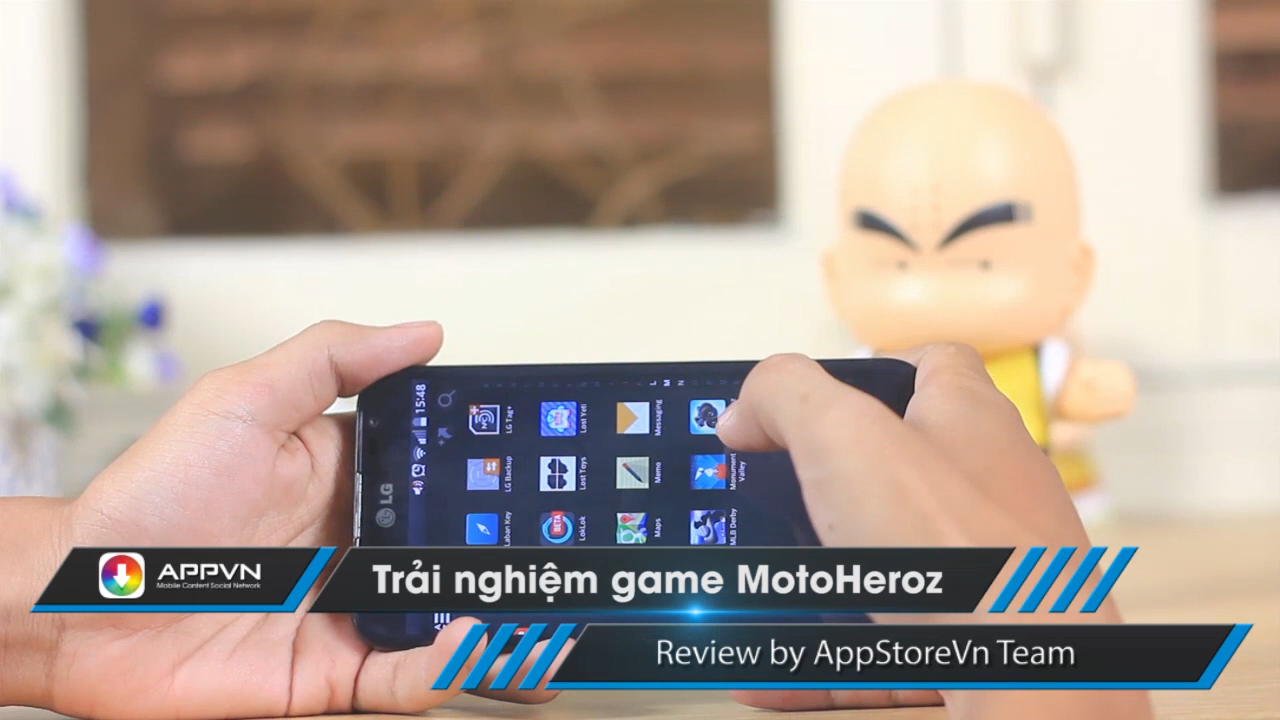 15:48
L
M
N
LG Tag+
Lost Yeti
Messaging
LG Backup
Lost Toys
Memo
Monument
Valley
Laban Key
BETA
LokLok
Maps
MLB Derby
LG
APPVN
Mobile Content Social Network
Trải nghiệm game MotoHeroz
Review by AppStoreVn Team